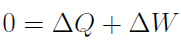 0 = ΔQ + ΔW